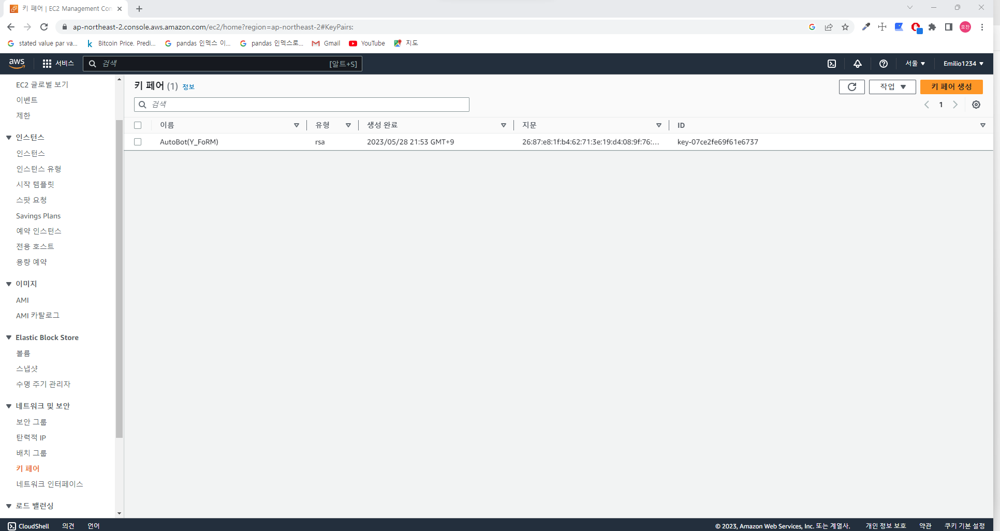 키 페어 | EC2 Management Con
ap-northeast-2.console.aws.amazon.com/ec2/home?region=ap-northeast-2#KeyPairs:
호찬
stated value par va...
Bitcoin Price. Predi...
pandas 인덱스 이...
pandas 인덱스로...
Gmail
YouTube
지도
aws
서비스
검색
[알트+S]
서울
Emilio1234
EC2 글로벌 보기
이벤트
제한
인스턴스
인스턴스
인스턴스 유형
시작 템플릿
스팟 요청
Savings Plans
예약 인스턴스
전용 호스트
용량 예약
이미지
AMI
AMI 카탈로그
Elastic Block Store
볼륨
스냅샷
수명 주기 관리자
네트워크 및 보안
보안 그룹
탄력적 IP
배치 그룹
키 페어
네트워크 인터페이스
로드 밸런싱
키 페어 (1) 정보
작업
키 페어 생성
검색
1
이름 유형 생성 완료 지문 ID
AutoBot(Y_FoRM) rsa 2023/05/28 21:53 GMT+9 26:87:e8:1f:b4:62:71:3e:19:d4:08:9f:76:... key-07ce2fe69f61e6737
CloudShell 의견 언어
© 2023, Amazon Web Services, Inc. 또는 계열사. 개인 정보 보호 약관 쿠키 기본 설정